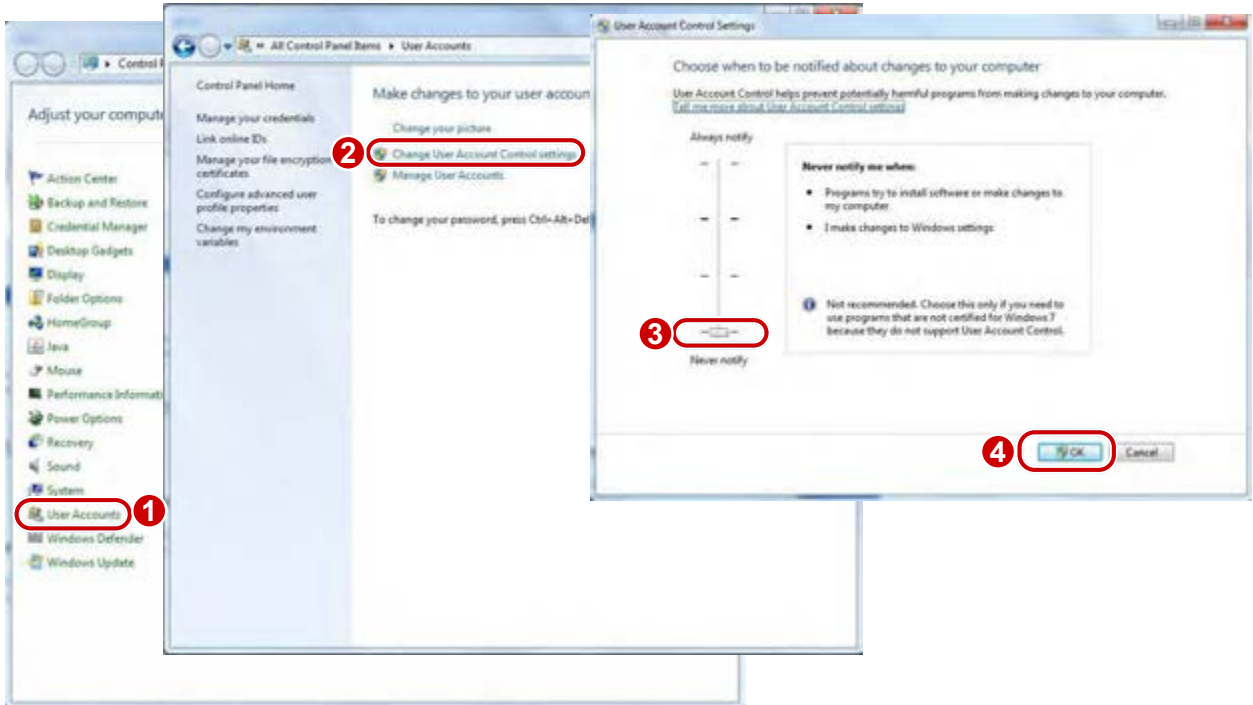 Control P
Adjust your compute
Action Center
Backup and Restore
Credential Manager
Desktop Gadgets
Display
Folder Options
HomeGroup
Java
Mouse
Performance Informati
Power Options
Recovery
Sound
System
User Accounts
1
Windows Defender
Windows Update
« All Control Panel Items ▸ User Accounts
Control Panel Home
Manage your credentials
Link online IDs
Manage your file encryption
certificates
Configure advanced user
profile properties
Change my environment
variables
Make changes to your user accoun
Change your picture
2
Change User Account Control settings
Manage User Accounts
To change your password, press Ctrl+Alt+Del
User Account Control Settings
Choose when to be notified about changes to your computer
User Account Control helps prevent potentially harmful programs from making changes to your computer.
Tell me more about User Account Control settings
Always notify
3
Never notify
Never notify me when:
• Programs try to install software or make changes to
my computer
• I make changes to Windows settings
Not recommended. Choose this only if you need to
use programs that are not certified for Windows 7
because they do not support User Account Control.
4
OK
Cancel